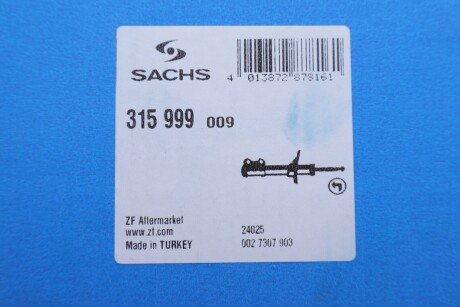 SACHS
4 013872 878161
315 999 009
ZF Aftermarket
www.zf.com
Made in TURKEY
24025
002 7307 903